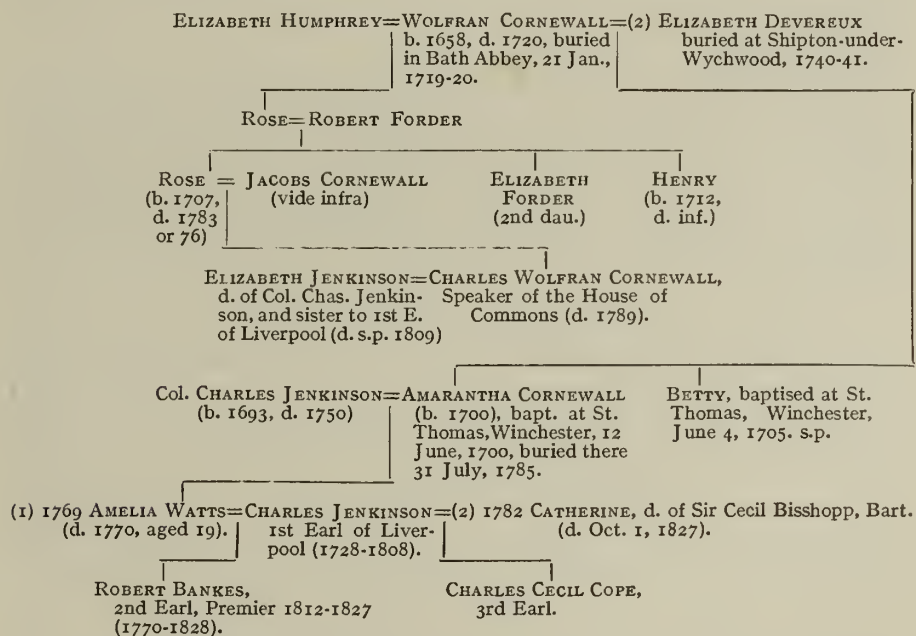 ELIZABETH HUMPHREY=WOLFRAN CORNEWALL=(2) ELIZABETH DEVEREUX
b. 1658, d. 1720, buried
in Bath Abbey, 21 Jan.,
1719-20.
buried at Shipton-under-
Wychwood, 1740-41.
ROSE=ROBERT FORDER
ROSE = JACOBS CORNEWALL
(b. 1707,
d. 1783
or 76)
(vide infra)
ELIZABETH
FORDER
(2nd dau.)
HENRY
(b. 1712,
d. inf.)
ELIZABETH JENKINSON=CHARLES WOLFRAN CORNEWALL,
d. of Col. Chas. Jenkin-
son, and sister to 1st E.
of Liverpool (d. s.p. 1809)
Speaker of the House of
Commons (d. 1789).
Col. CHARLES JENKINSON=AMARANTHA CORNEWALL
(b. 1693, d. 1750)
(b. 1700), bapt. at St.
Thomas,Winchester, 12
June, 1700, buried there
31 July, 1785.
BETTY, baptised at St.
Thomas, Winchester,
June 4, 1705. s.p.
(1) 1769 AMELIA WATTS=CHARLES JENKINSON=(2) 1782 CATHERINE, d. of Sir Cecil Bisshopp, Bart.
(d. 1770, aged 19).
1st Earl of Liver-
pool (1728-1808).
(d. Oct. 1, 1827).
ROBERT BANKES,
2nd Earl, Premier 1812-1827
(1770-1828).
CHARLES CECIL COPE,
3rd Earl.